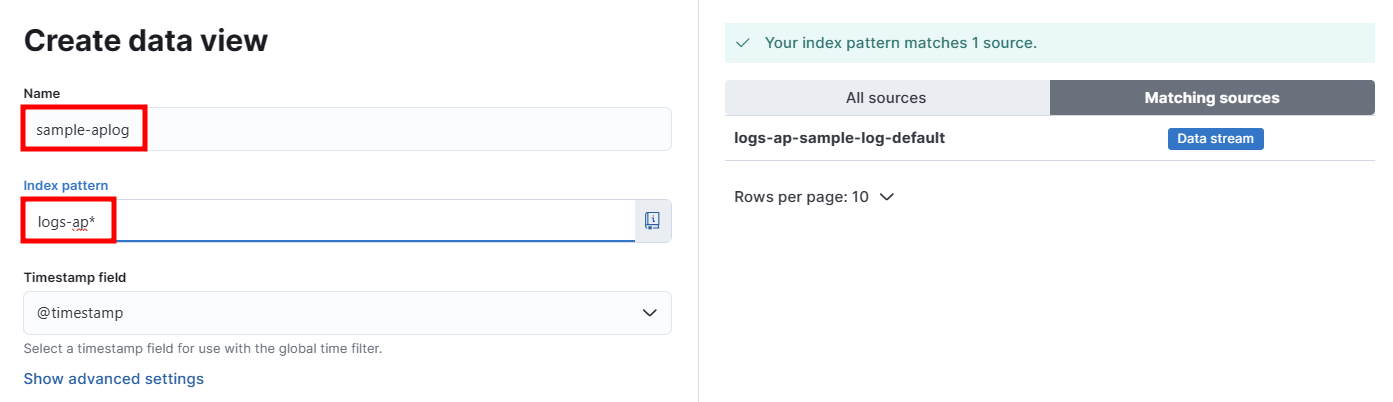 Create data view
Name
sample-aplog
Index pattern
logs-ap*
Timestamp field
@timestamp
Select a timestamp field for use with the global time filter.
Show advanced settings
Your index pattern matches 1 source.
All sources
Matching sources
logs-ap-sample-log-default
Data stream
Rows per page: 10